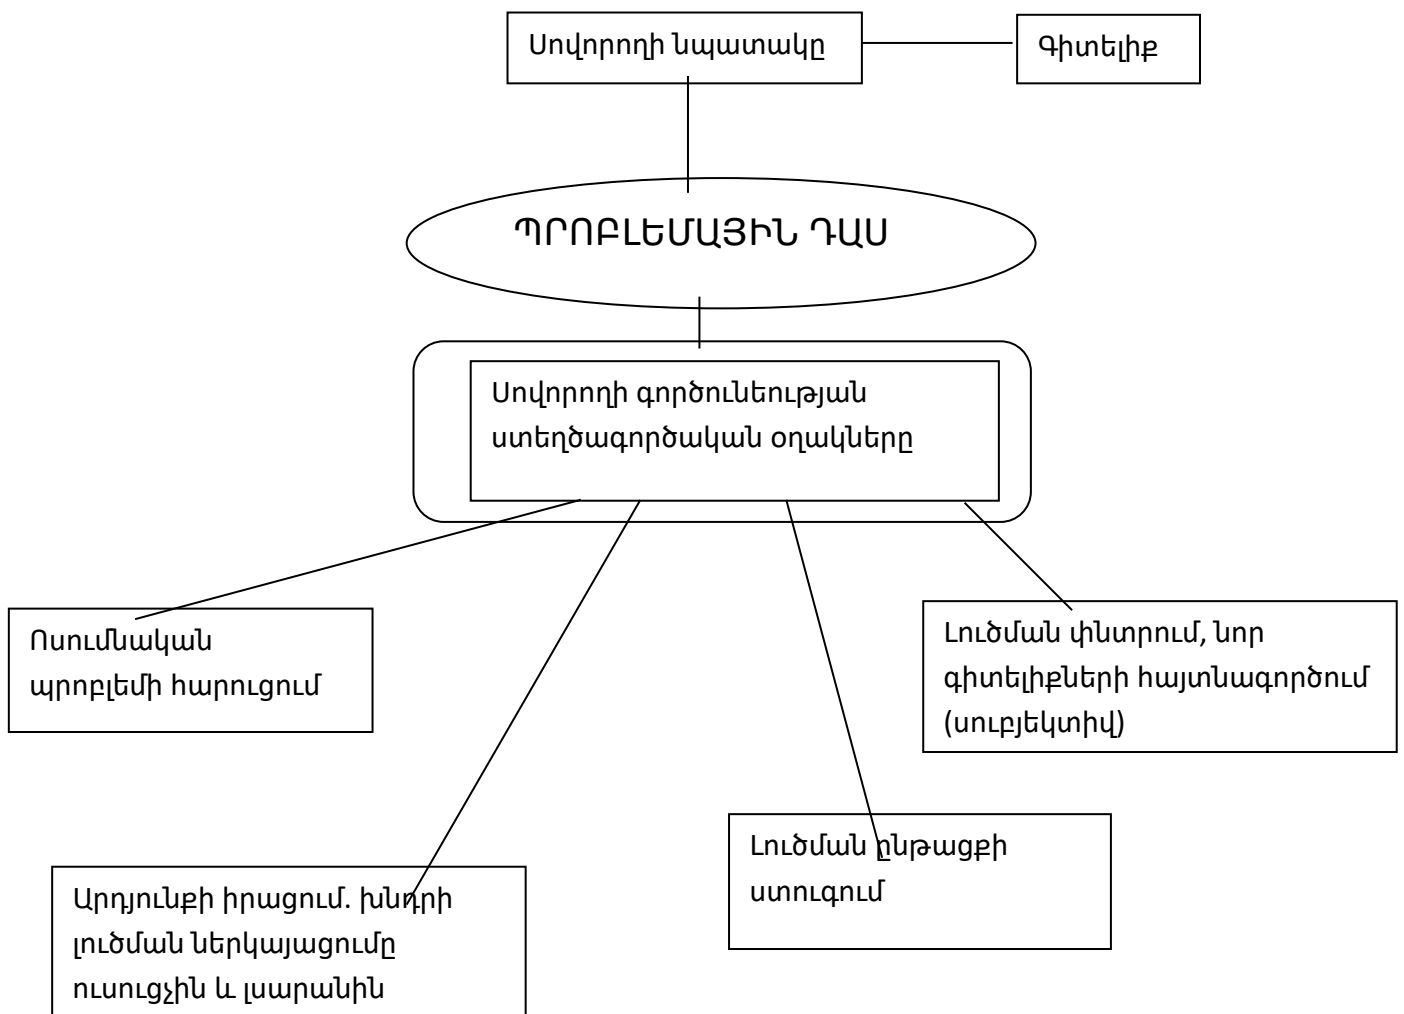 Սովորողի նպատակը
Գիտելիք
ՊՐՈԲԼԵՄԱՅԻՆ ԴԱՍ
Սովորողի գործունեության
ստեղծագործական օղակները
Ուսումնական
պրոբլեմի հարուցում
Լուծման փնտրում, նոր
գիտելիքների հայտնագործում
(սուբյեկտիվ)
Լուծման ընթացքի
ստուգում
Արդյունքի իրացում. խնդրի
լուծման ներկայացումը
ուսուցչին և լսարանին